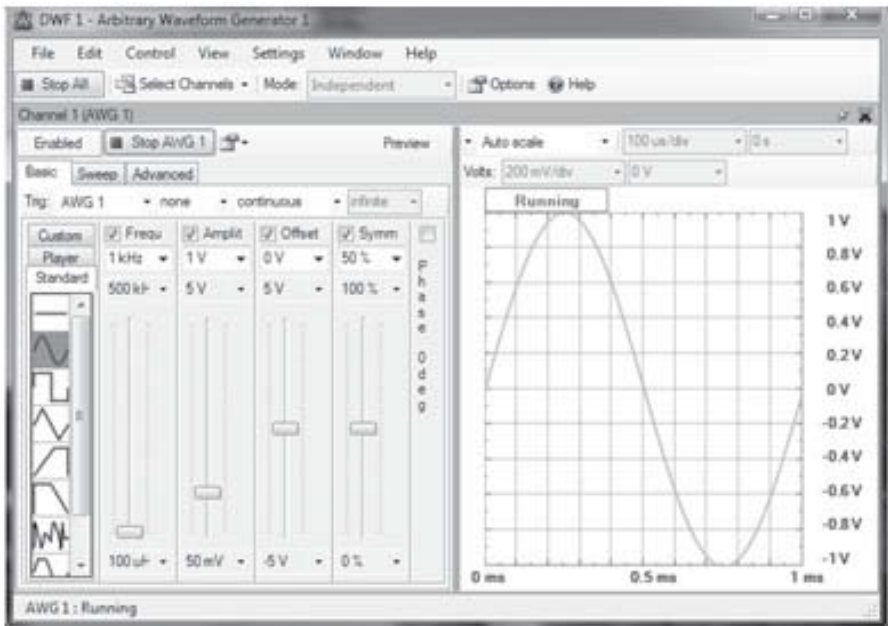 DWF 1 - Arbitrary Waveform Generator 1
File Edit Control View Settings Window Help
Stop All Select Channels Mode: Independent Options Help
Channel 1 (AWG 1)
Enabled Stop AWG 1 Preview
Basic Sweep Advanced
Trig: AWG 1 none continuous infinite
Custom
Player
Standard
Frequ Amplit Offset Symm
1 kHz 1 V 0 V 50 %
500 kH 5 V 5 V 100 %
100 uH 50 mV -5 V 0 %
Phase 0deg
Auto scale 100 us/div 0 s
Volts: 200 mV/div 0 V
Running
1 V
0.8 V
0.6 V
0.4 V
0.2 V
0 V
-0.2 V
-0.4 V
-0.6 V
-0.8 V
-1 V
0 ms 0.5 ms 1 ms
AWG 1 : Running